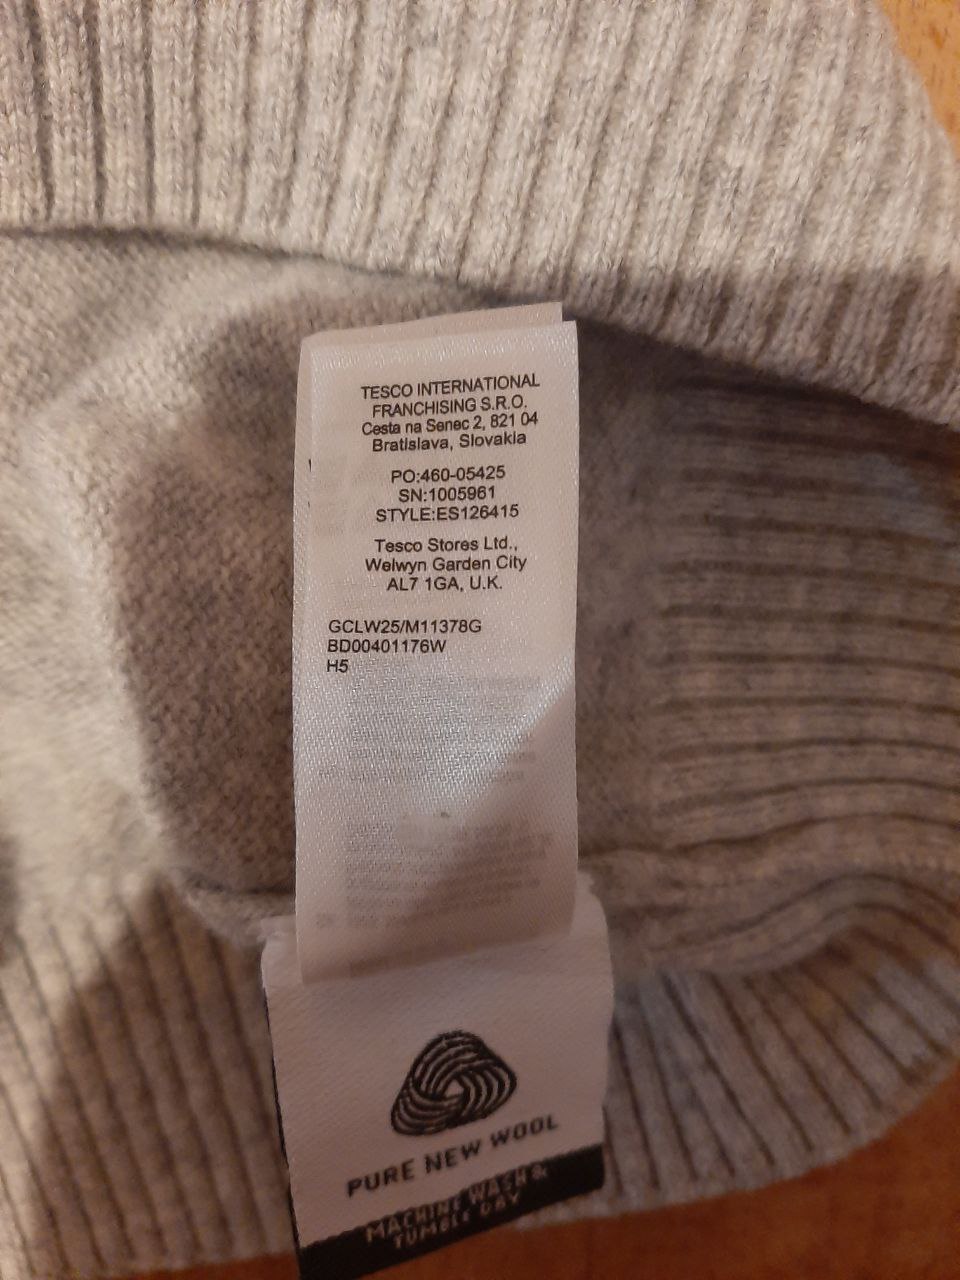 TESCO INTERNATIONAL
FRANCHISING S.R.O.
Cesta na Senec 2, 821 04
Bratislava, Slovakia
PO:460-05425
SN:1005961
STYLE:ES126415
Tesco Stores Ltd.,
Welwyn Garden City
AL7 1GA, U.K.
GCLW25/M11378G
BD00401176W
H5
PURE NEW WOOL
MACHINE WASH &
TUMBLE DRY